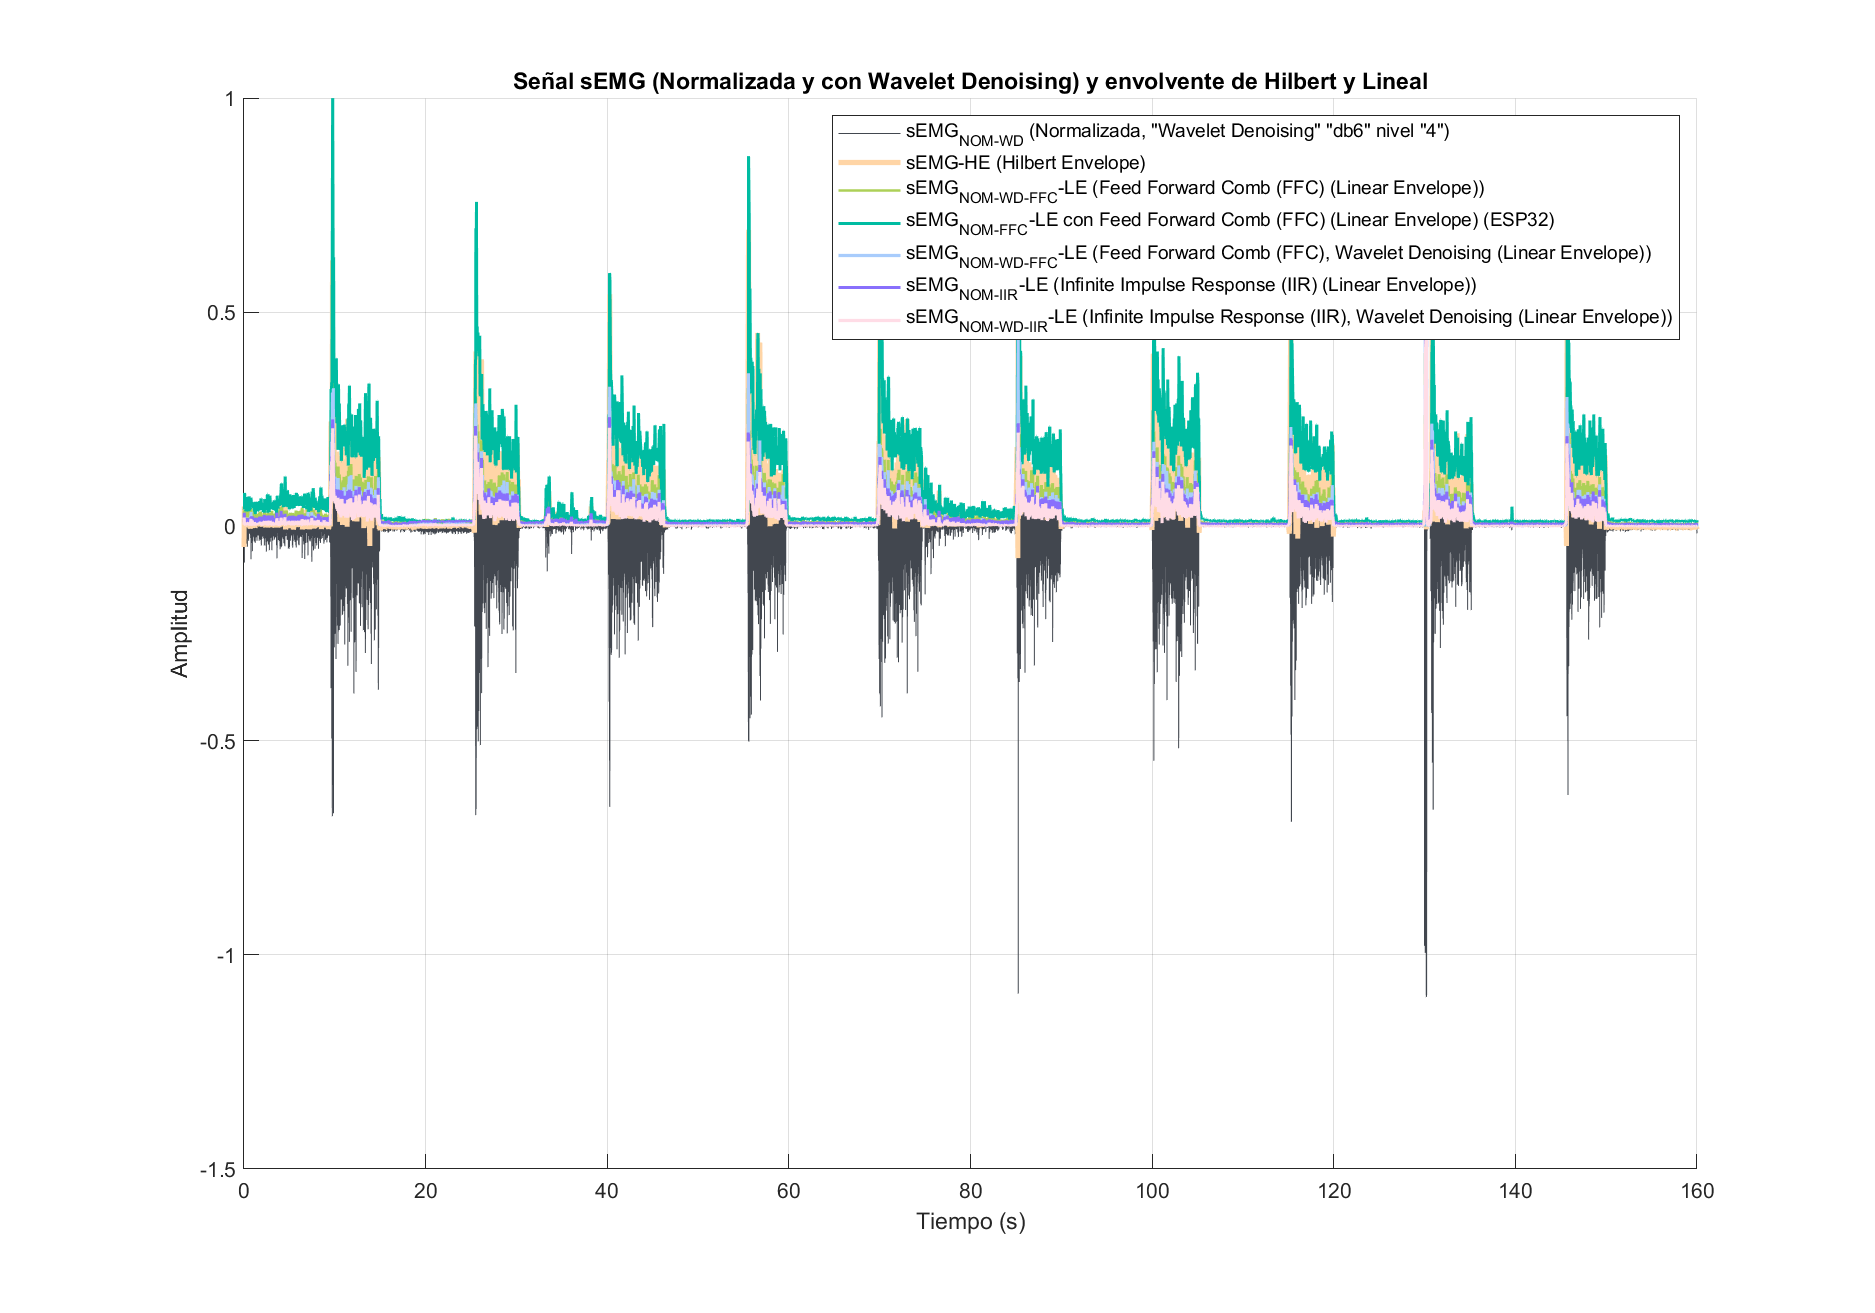 Señal sEMG (Normalizada y con Wavelet Denoising) y envolvente de Hilbert y Lineal
sEMG_NOM-WD (Normalizada, "Wavelet Denoising" "db6" nivel "4")
sEMG-HE (Hilbert Envelope)
sEMG_NOM-WD-FFC-LE (Feed Forward Comb (FFC) (Linear Envelope))
sEMG_NOM-FFC-LE con Feed Forward Comb (FFC) (Linear Envelope) (ESP32)
sEMG_NOM-WD-FFC-LE (Feed Forward Comb (FFC), Wavelet Denoising (Linear Envelope))
sEMG_NOM-IIR-LE (Infinite Impulse Response (IIR) (Linear Envelope))
sEMG_NOM-WD-IIR-LE (Infinite Impulse Response (IIR), Wavelet Denoising (Linear Envelope))
1
0.5
0
-0.5
-1
-1.5
Amplitud
0 20 40 60 80 100 120 140 160
Tiempo (s)